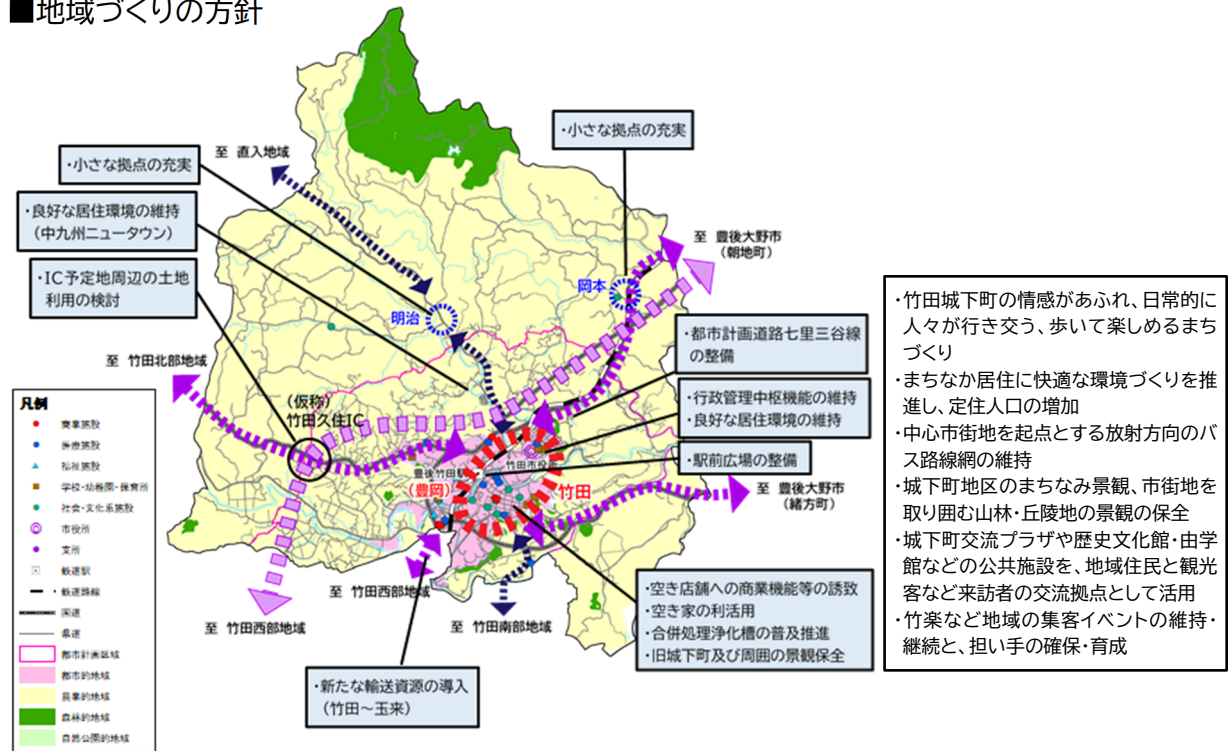 ■地域づくりの方針
・小さな拠点の充実
至 直入地域
・小さな拠点の充実
・良好な居住環境の維持
（中九州ニュータウン）
至 豊後大野市
（朝地町）
・IC予定地周辺の土地
利用の検討
岡本
明治
・都市計画道路七里三谷線
の整備
至 竹田北部地域
（仮称）
竹田久住IC
・行政管理中枢機能の維持
・良好な居住環境の維持
・駅前広場の整備
竹田市役所
豊後竹田駅
（豊岡）
竹田
至 豊後大野市
（緒方町）
至 竹田西部地域
至 竹田西部地域
至 竹田南部地域
・空き店舗への商業機能等の誘致
・空き家の利活用
・合併処理浄化槽の普及推進
・旧城下町及び周囲の景観保全
・新たな輸送資源の導入
（竹田～玉来）
凡例
商業施設
医療施設
福祉施設
学校・幼稚園・保育所
社会・文化系施設
市役所
支所
鉄道駅
鉄道路線
国道
県道
都市計画区域
都市的地域
農業的地域
森林的地域
自然公園的地域
・竹田城下町の情感があふれ、日常的に
人々が行き交う、歩いて楽しめるまち
づくり
・まちなか居住に快適な環境づくりを推
進し、定住人口の増加
・中心市街地を起点とする放射方向のバ
ス路線網の維持
・城下町地区のまちなみ景観、市街地を
取り囲む山林・丘陵地の景観の保全
・城下町交流プラザや歴史文化館・由学
館などの公共施設を、地域住民と観光
客など来訪者の交流拠点として活用
・竹楽など地域の集客イベントの維持・
継続と、担い手の確保・育成